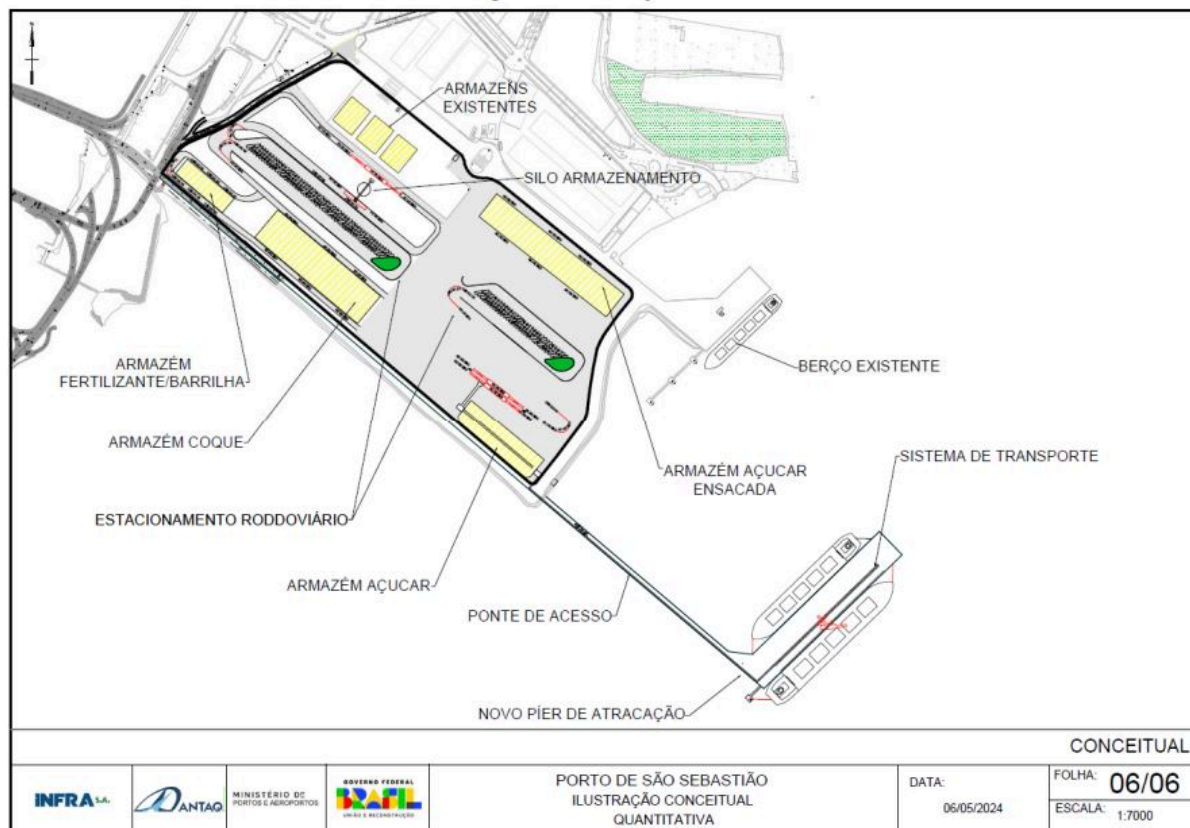 ARMAZENS
EXISTENTES
SILO ARMAZENAMENTO
BERÇO EXISTENTE
ARMAZÉM
FERTILIZANTE/BARRILHA
ARMAZÉM COQUE
ARMAZÉM AÇUCAR
ENSACADA
SISTEMA DE TRANSPORTE
ESTACIONAMENTO RODDOVIÁRIO
ARMAZÉM AÇUCAR
PONTE DE ACESSO
NOVO PÍER DE ATRACAÇÃO
CONCEITUAL
INFRA S.A.
ANTAQ
MINISTÉRIO DE
PORTOS E AEROPORTOS
GOVERNO FEDERAL
BRASIL
UNIÃO E RECONSTRUÇÃO
PORTO DE SÃO SEBASTIÃO
ILUSTRAÇÃO CONCEITUAL
QUANTITATIVA
DATA:
06/05/2024
FOLHA: 06/06
ESCALA: 1:7000